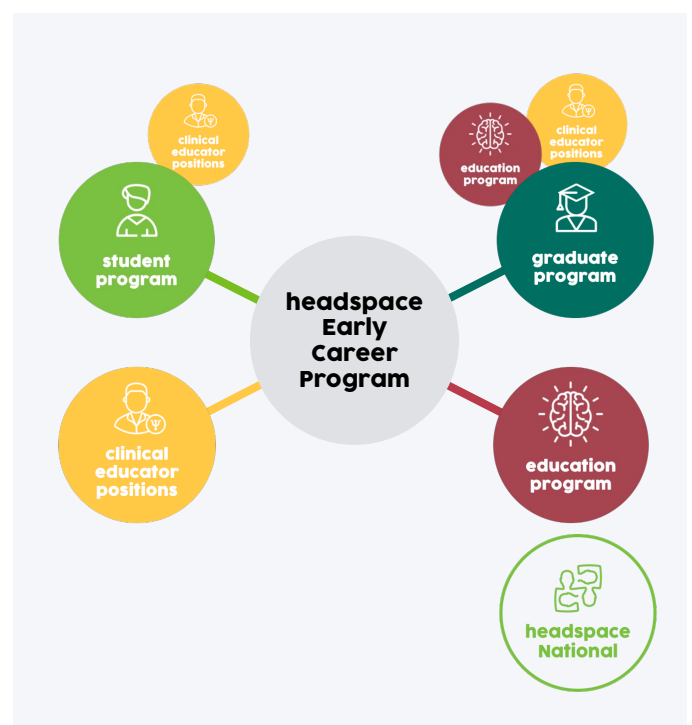 clinical
educator
positions
education
program
clinical
educator
positions
student
program
graduate
program
headspace
Early
Career
Program
clinical
educator
positions
education
program
headspace
National